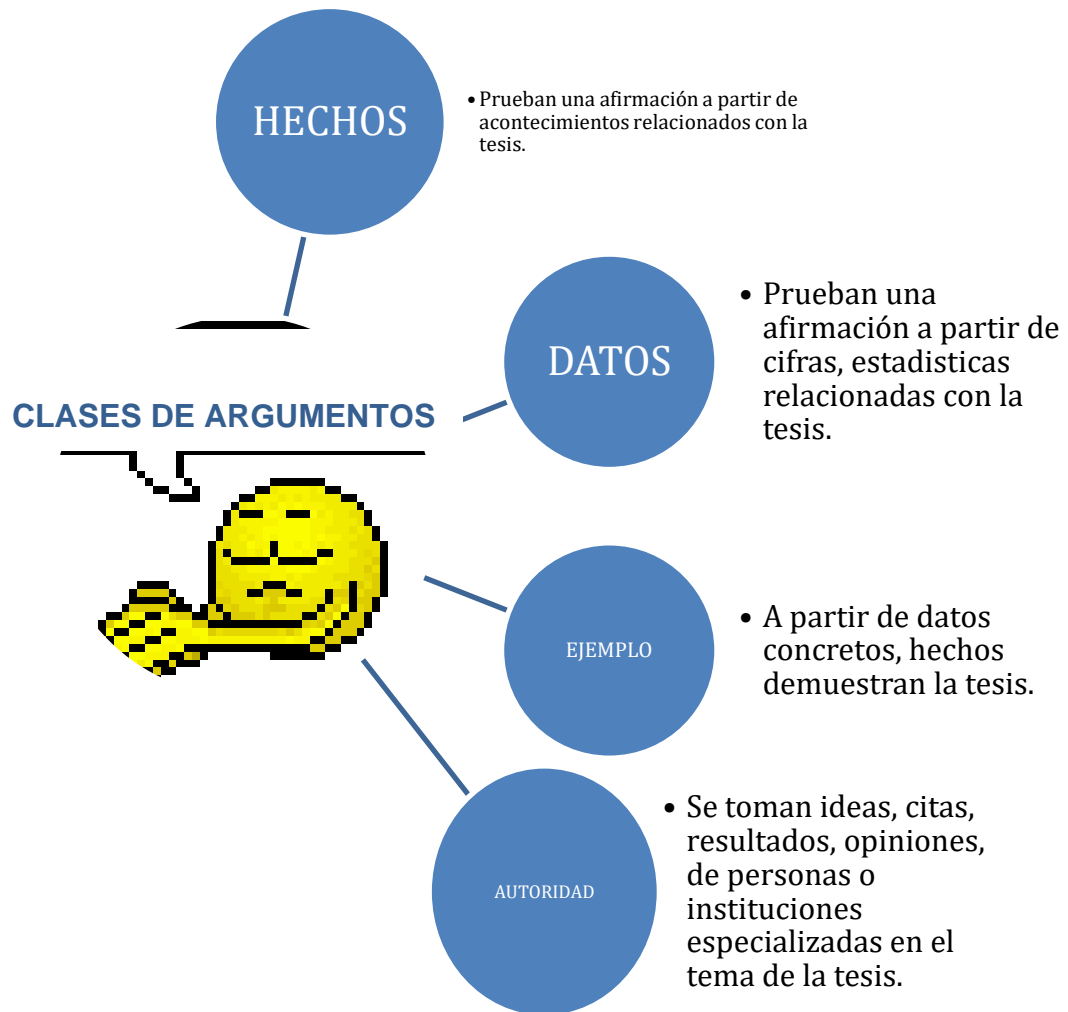 HECHOS
• Prueban una afirmación a partir de
acontecimientos relacionados con la
tesis.
DATOS
• Prueban una
afirmación a partir de
cifras, estadisticas
relacionadas con la
tesis.
CLASES DE ARGUMENTOS
EJEMPLO
• A partir de datos
concretos, hechos
demuestran la tesis.
AUTORIDAD
• Se toman ideas, citas,
resultados, opiniones,
de personas o
instituciones
especializadas en el
tema de la tesis.